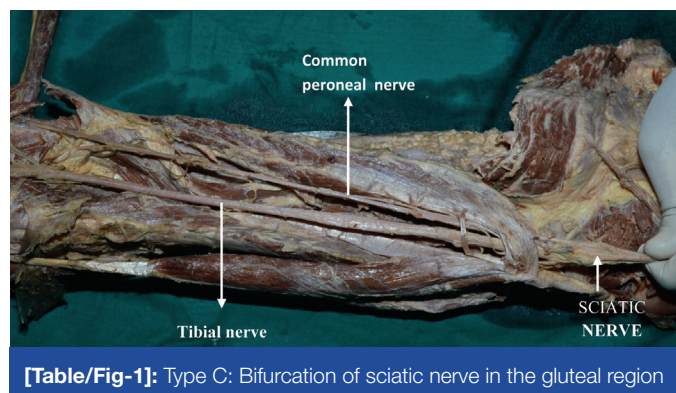 Common
peroneal nerve
Tibial nerve
SCIATIC
NERVE
[Table/Fig-1]: Type C: Bifurcation of sciatic nerve in the gluteal region